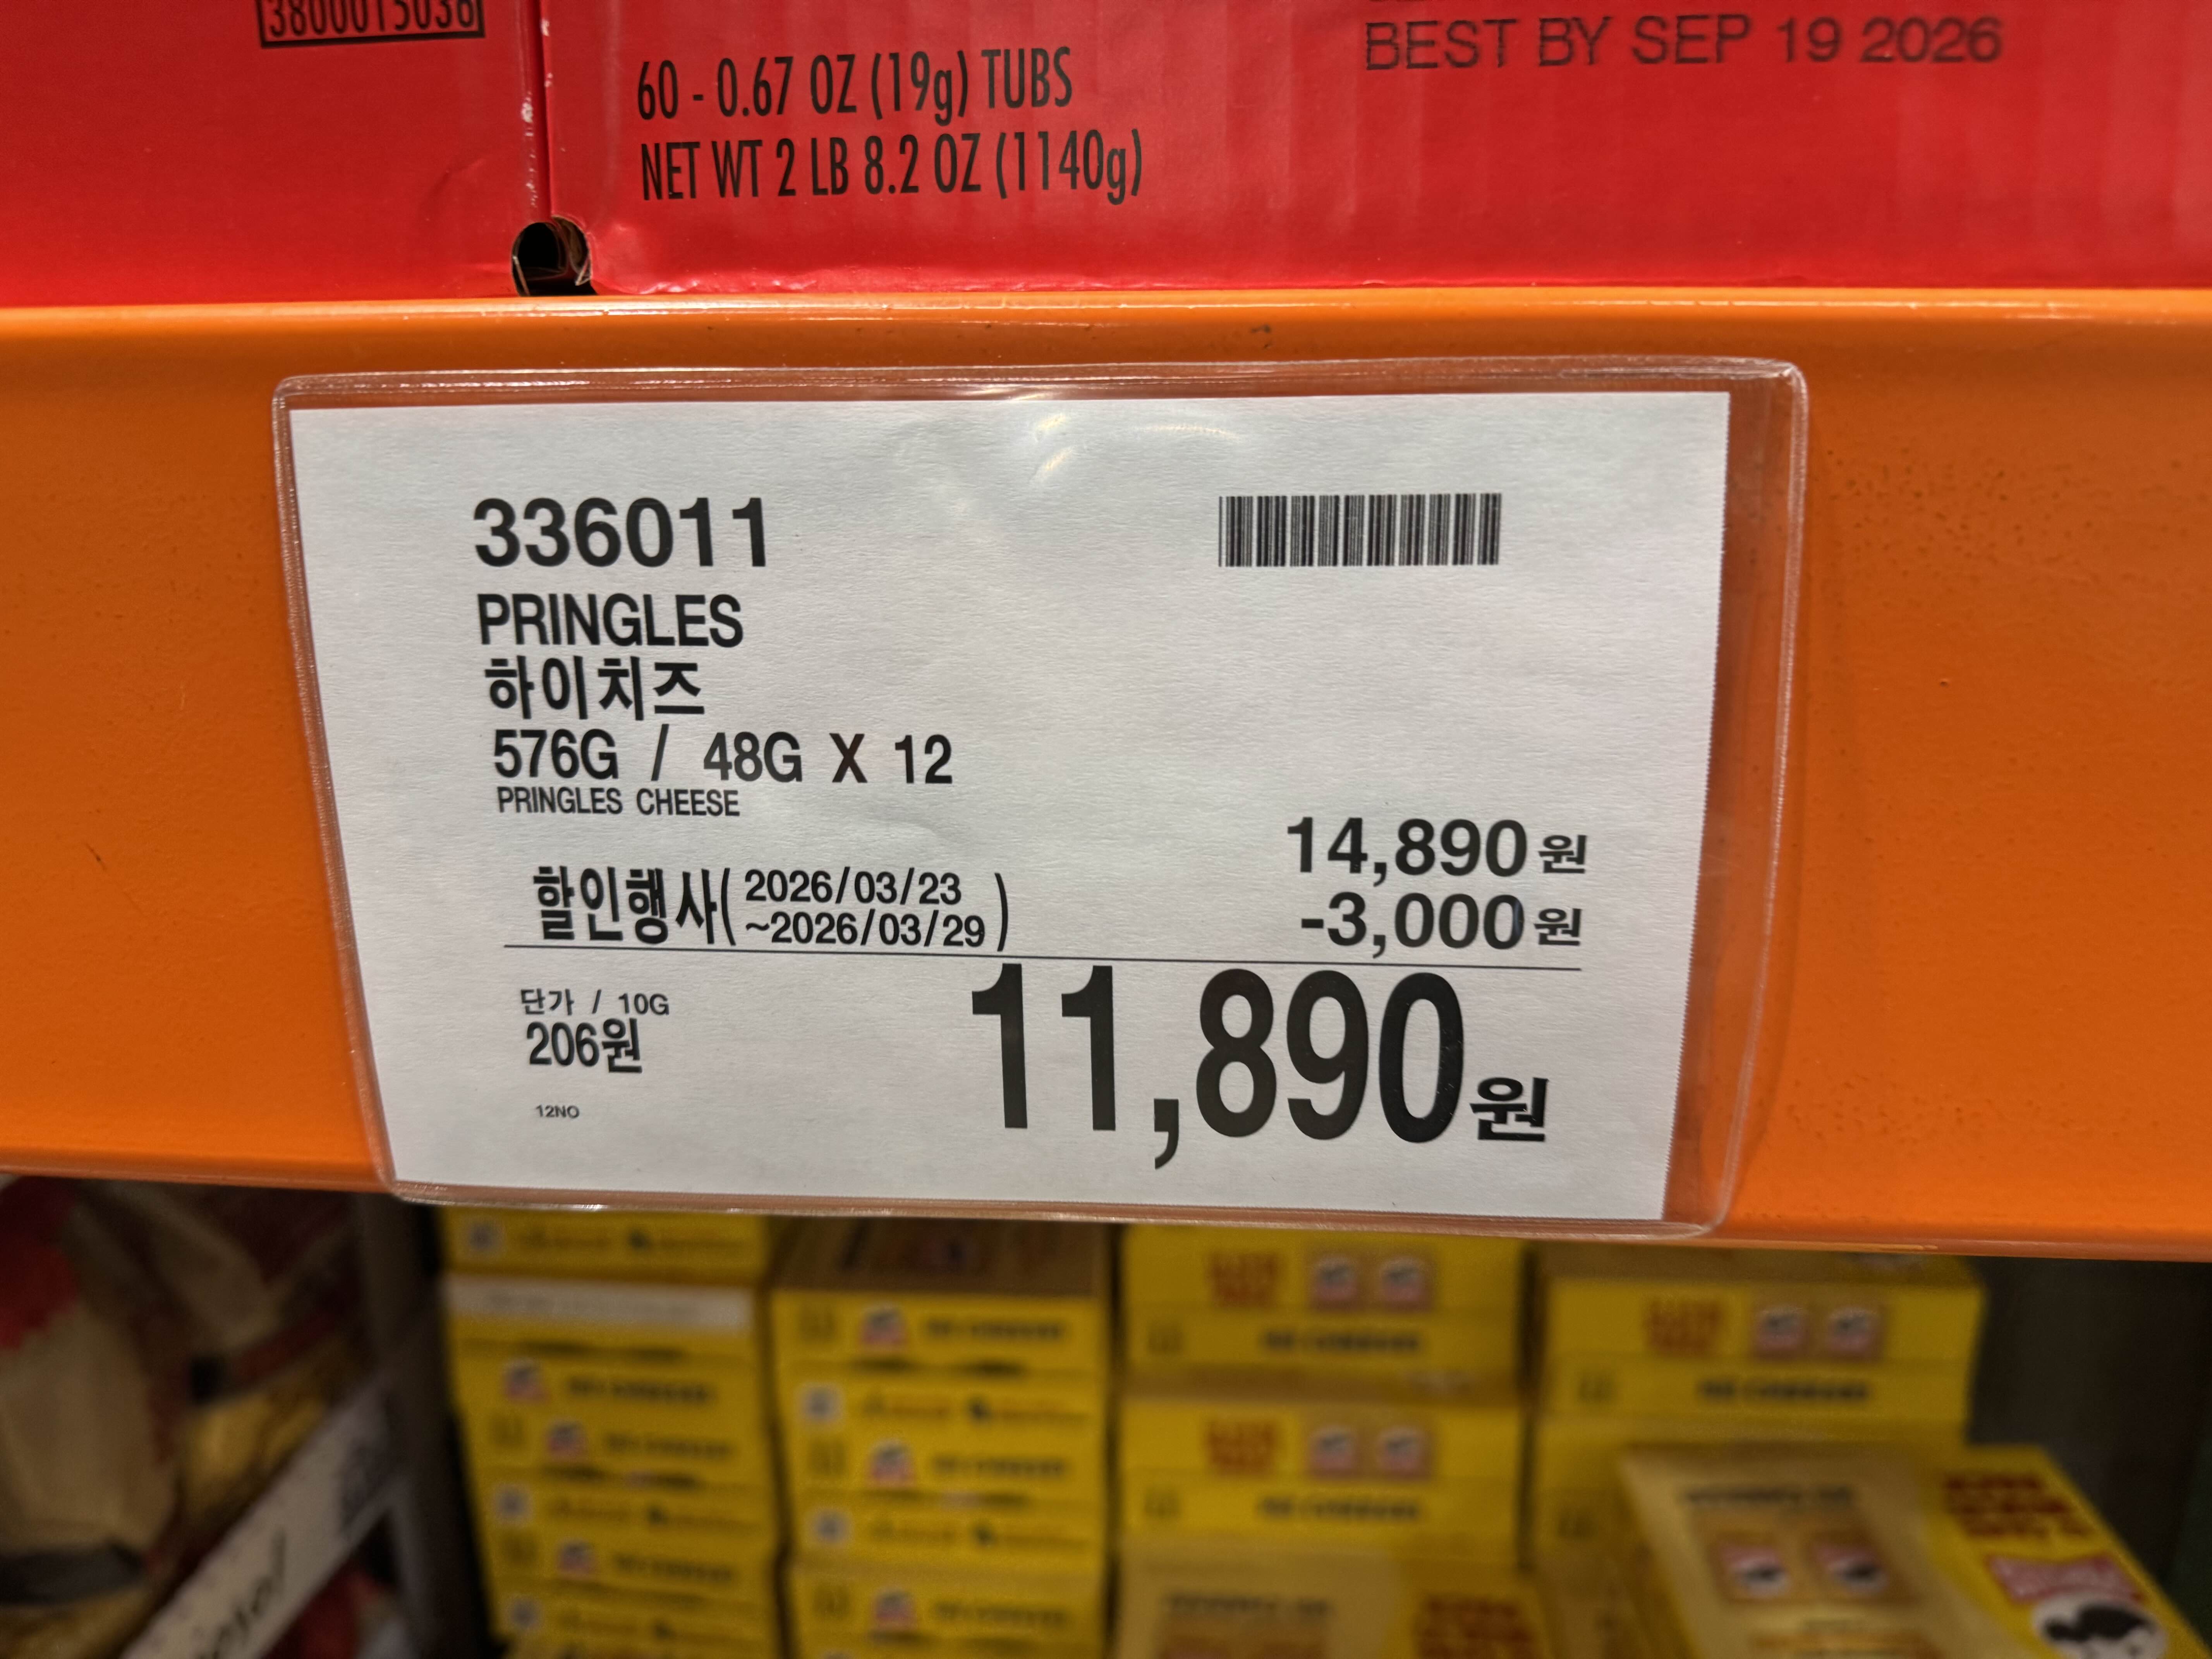 3800015036
60 - 0.67 OZ (19g) TUBS
NET WT 2 LB 8.2 OZ (1140g)
BEST BY SEP 19 2026
336011
PRINGLES
하이치즈
576G / 48G X 12
PRINGLES CHEESE
14,890원
할인행사( 2026/03/23
~2026/03/29 )
-3,000원
단가 / 10G
206원
11,890원
12NO